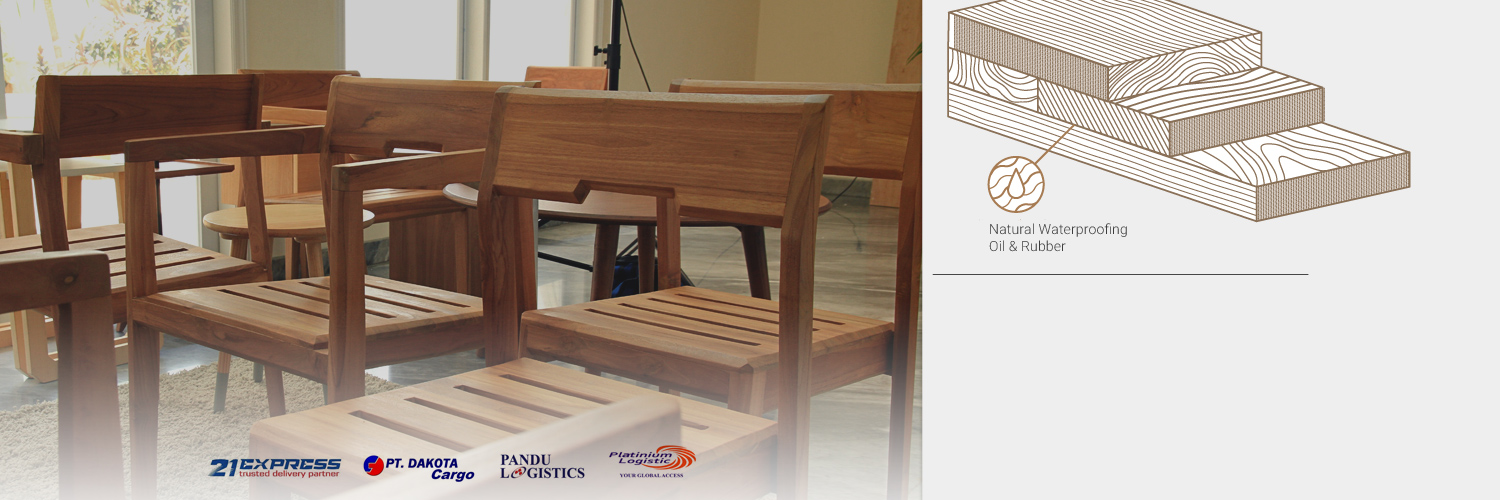 Natural Waterproofing
Oil & Rubber
21EXPRESS
trusted delivery partner
PT. DAKOTA
Cargo
PANDU
LOGISTICS
Platinium
Logistic
YOUR GLOBAL ACCESS